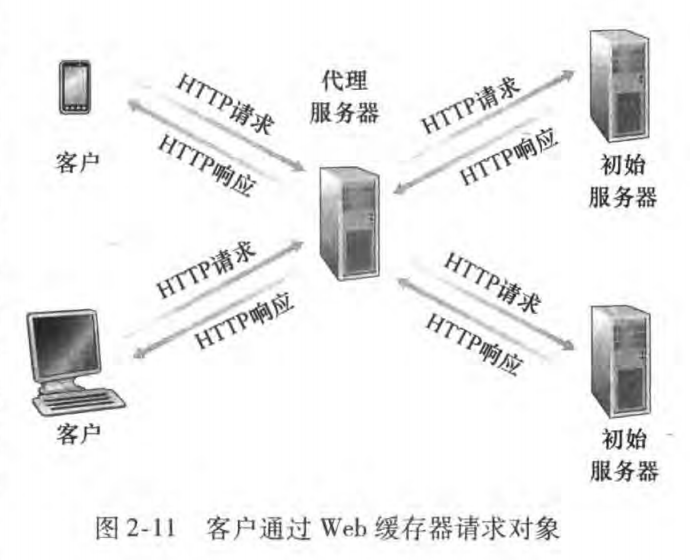 代理
服务器
HTTP请求
HTTP响应
客户
HTTP请求
HTTP响应
初始
服务器
HTTP请求
HTTP响应
客户
HTTP请求
HTTP响应
初始
服务器
图 2-11 客户通过 Web 缓存器请求对象